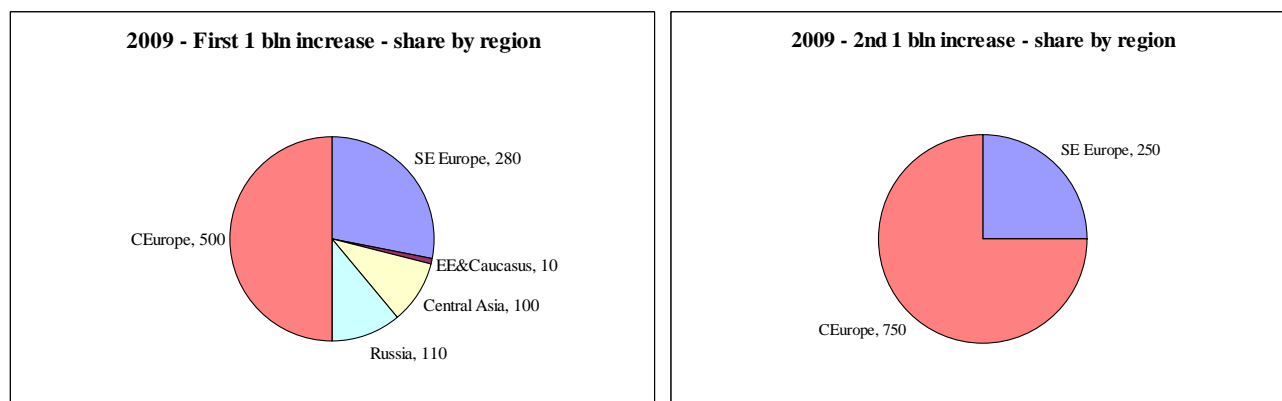 2009 - First 1 bln increase - share by region
SE Europe, 280
CEurope, 500
EE&Caucasus, 10
Central Asia, 100
Russia, 110
2009 - 2nd 1 bln increase - share by region
SE Europe, 250
CEurope, 750